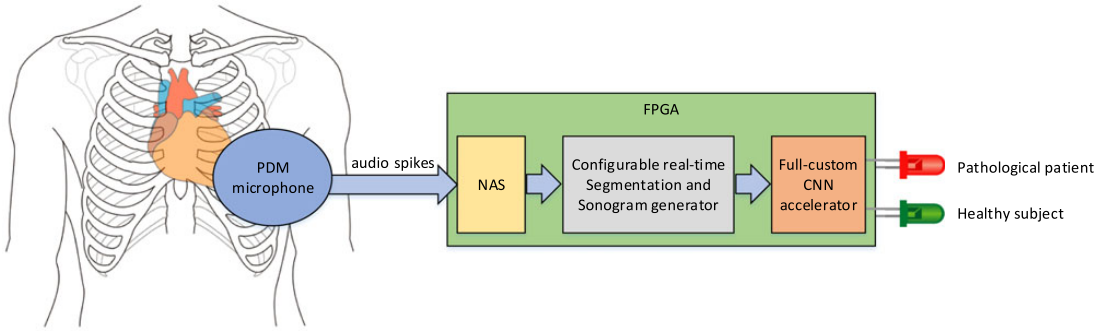 PDM
microphone
audio spikes
FPGA
NAS
Configurable real-time
Segmentation and
Sonogram generator
Full-custom
CNN
accelerator
Pathological patient
Healthy subject